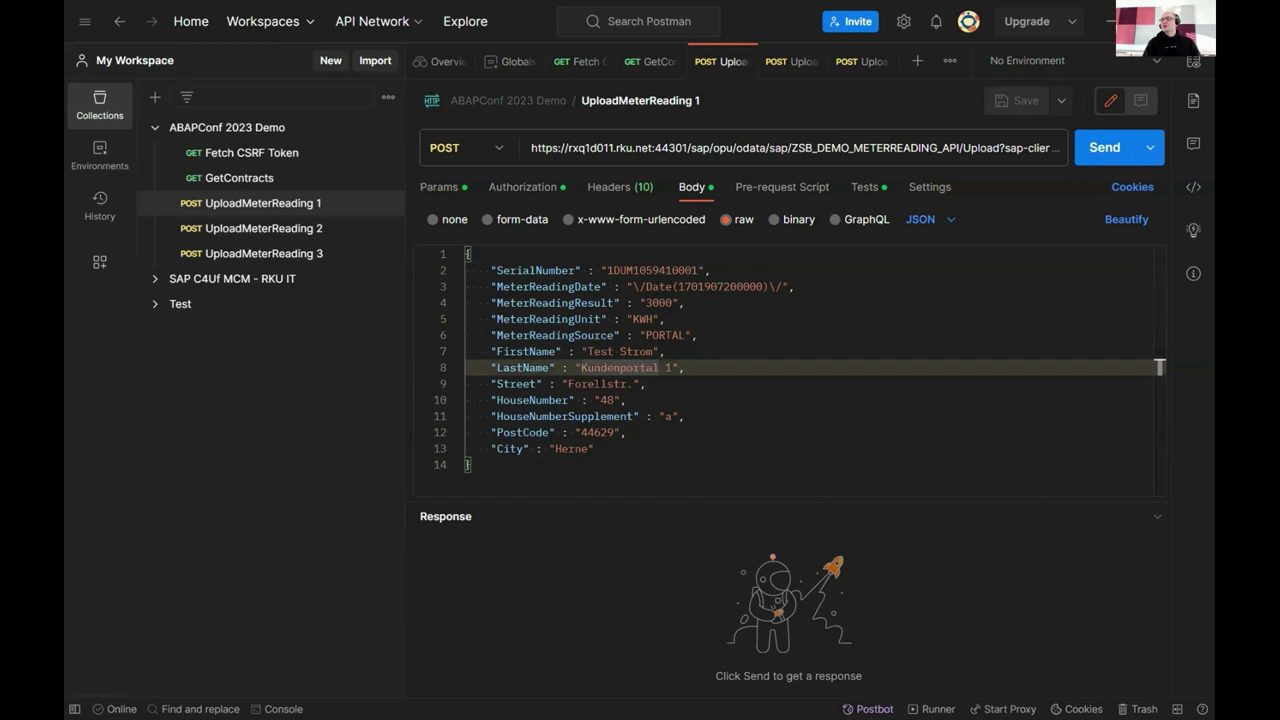 Home
Workspaces
API Network
Explore
Search Postman
Invite
Upgrade
My Workspace
New
Import
Overvie
Globals
Fetch C
GetCor
POST Uploa
POST Uploa
POST Uploa
No Environment
Collections
Environments
History
ABAPConf 2023 Demo
GET Fetch CSRF Token
GET GetContracts
POST UploadMeterReading 1
POST UploadMeterReading 2
POST UploadMeterReading 3
SAP C4Uf MCM - RKU IT
Test
HTTP ABAPConf 2023 Demo / UploadMeterReading 1
Save
POST
https://rxq1d011.rku.net:44301/sap/opu/odata/sap/ZSB_DEMO_METERREADING_API/Upload?sap-clier ...
Send
Params
Authorization
Headers (10)
Body
Pre-request Script
Tests
Settings
Cookies
none
form-data
x-www-form-urlencoded
raw
binary
GraphQL
JSON
Beautify
1 {
2 "SerialNumber" : "1DUM1059410001",
3 "MeterReadingDate" : "\/Date(1701907200000)\/",
4 "MeterReadingResult" : "3000",
5 "MeterReadingUnit" : "KWH",
6 "MeterReadingSource" : "PORTAL",
7 "FirstName" : "Test Strom",
8 "LastName" : "Kundenportal 1",
9 "Street" : "Forellstr.",
10 "HouseNumber" : "48",
11 "HouseNumberSupplement" : "a",
12 "PostCode" : "44629",
13 "City" : "Herne"
14 }
Response
Click Send to get a response
Online
Find and replace
Console
Postbot
Runner
Start Proxy
Cookies
Trash